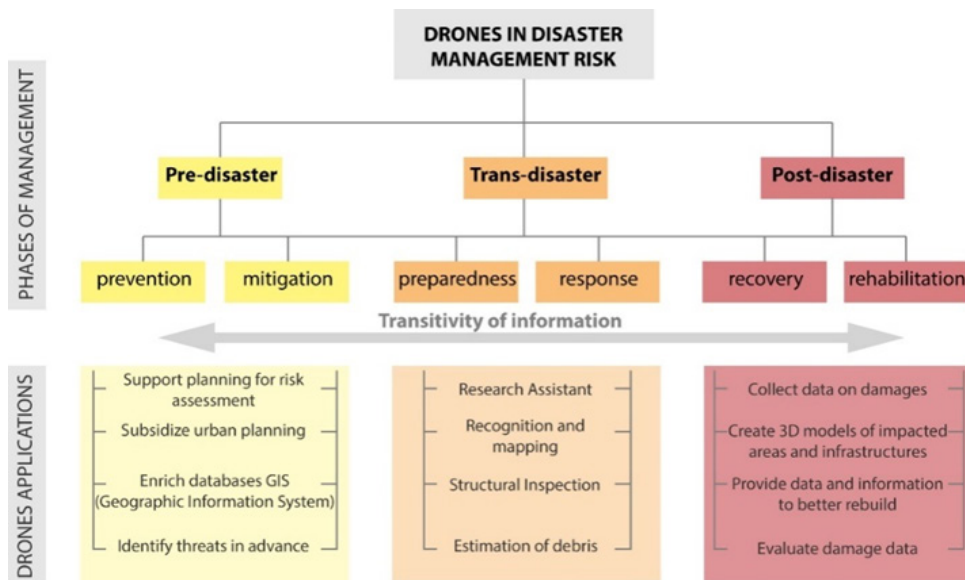 DRONES IN DISASTER
MANAGEMENT RISK
PHASES OF MANAGEMENT
Pre-disaster
Trans-disaster
Post-disaster
prevention
mitigation
preparedness
response
recovery
rehabilitation
Transitivity of information
DRONES APPLICATIONS
Support planning for risk
assessment
Subsidize urban planning
Enrich databases GIS
(Geographic Information System)
Identify threats in advance
Research Assistant
Recognition and
mapping
Structural Inspection
Estimation of debris
Collect data on damages
Create 3D models of impacted
areas and infrastructures
Provide data and information
to better rebuild
Evaluate damage data